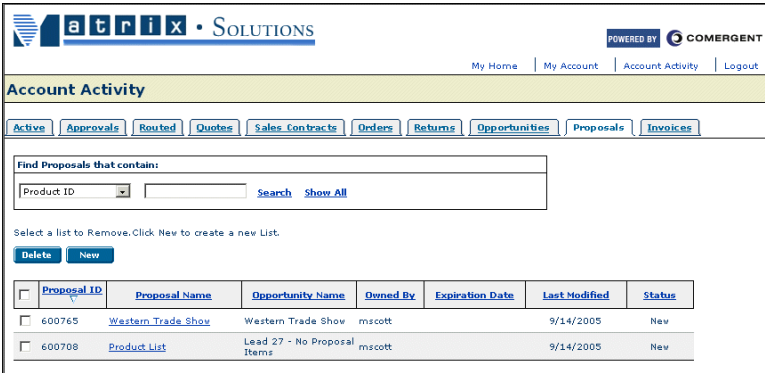 Matrix • SOLUTIONS
POWERED BY COMERGENT
My Home | My Account | Account Activity | Logout
Account Activity
Active Approvals Routed Quotes Sales Contracts Orders Returns Opportunities Proposals Invoices
Find Proposals that contain:
Product ID Search Show All
Select a list to Remove.Click New to create a new List.
Delete New
Proposal ID Proposal Name Opportunity Name Owned By Expiration Date Last Modified Status
600765 Western Trade Show Western Trade Show mscott 9/14/2005 New
600708 Product List Lead 27 - No Proposal Items mscott 9/14/2005 New